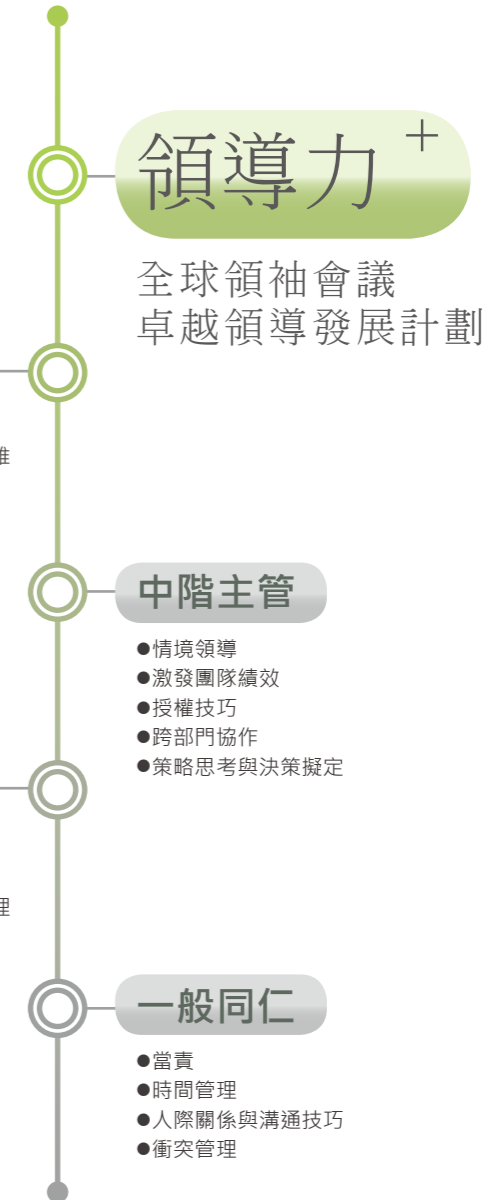 領導力+
全球領袖會議
卓越領導發展計劃
中階主管
●情境領導
●激發團隊績效
●授權技巧
●跨部門協作
●策略思考與決策擬定
一般同仁
●當責
●時間管理
●人際關係與溝通技巧
●衝突管理